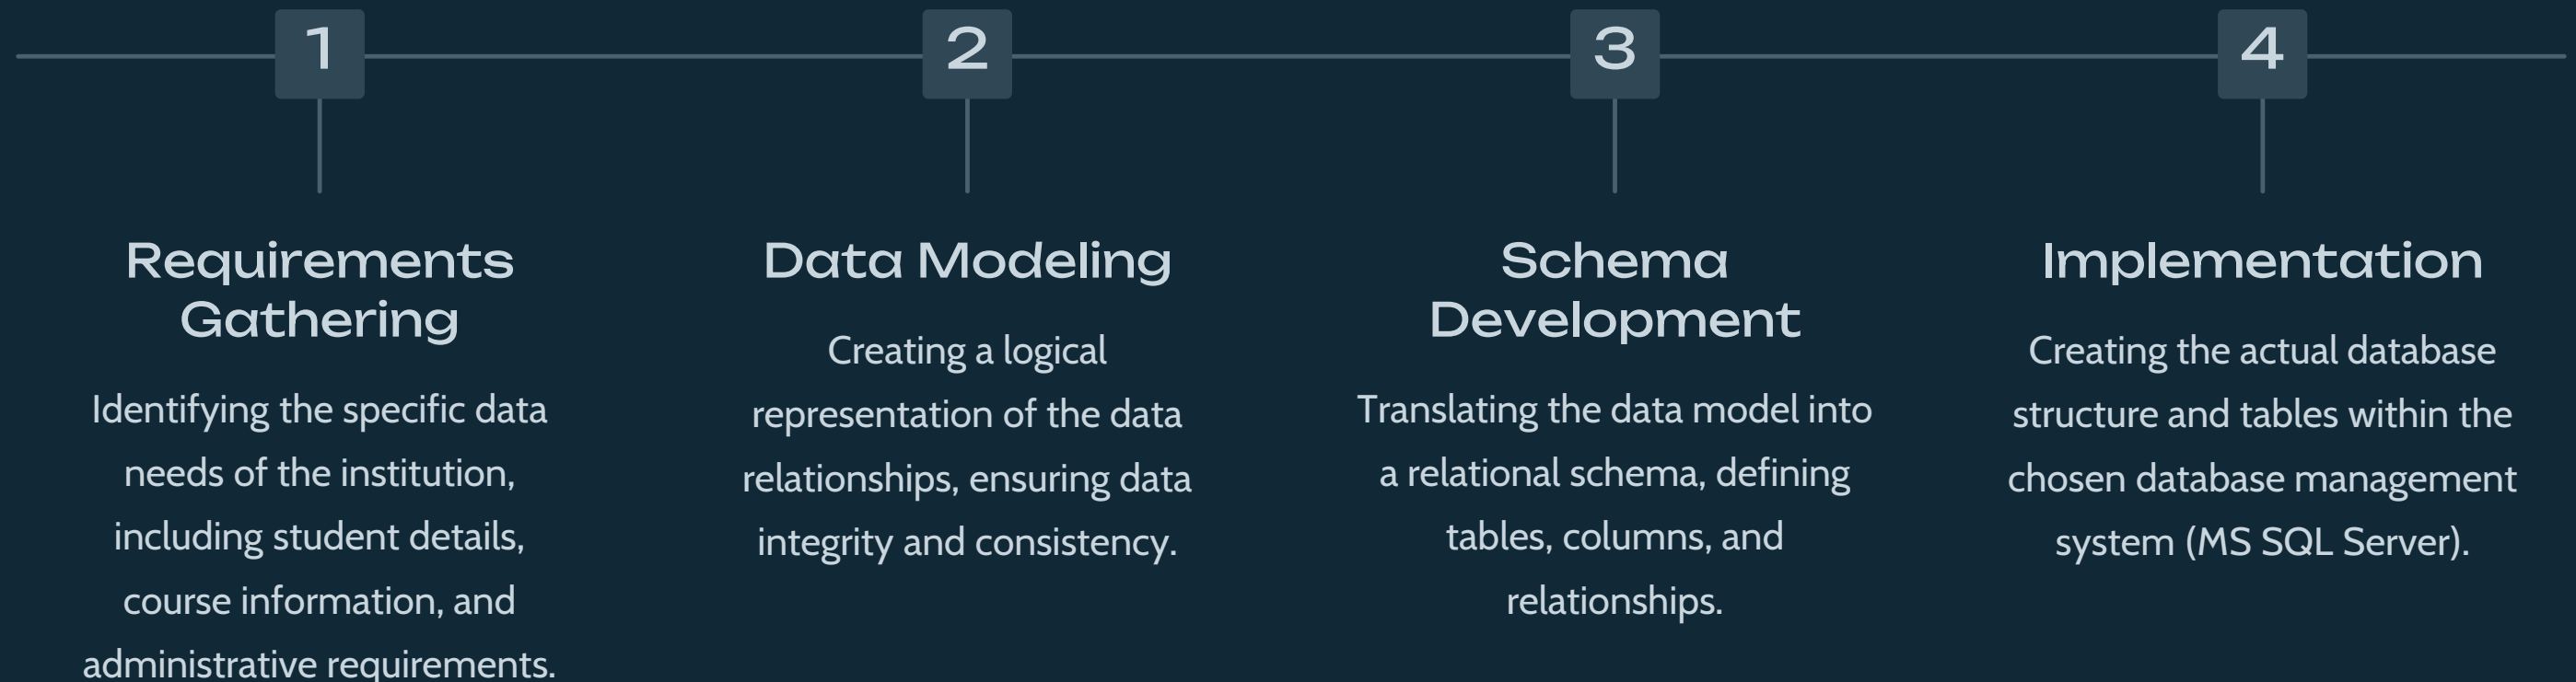 1
Requirements
Gathering
Identifying the specific data
needs of the institution,
including student details,
course information, and
administrative requirements.
2
Data Modeling
Creating a logical
representation of the data
relationships, ensuring data
integrity and consistency.
3
Schema
Development
Translating the data model into
a relational schema, defining
tables, columns, and
relationships.
4
Implementation
Creating the actual database
structure and tables within the
chosen database management
system (MS SQL Server).